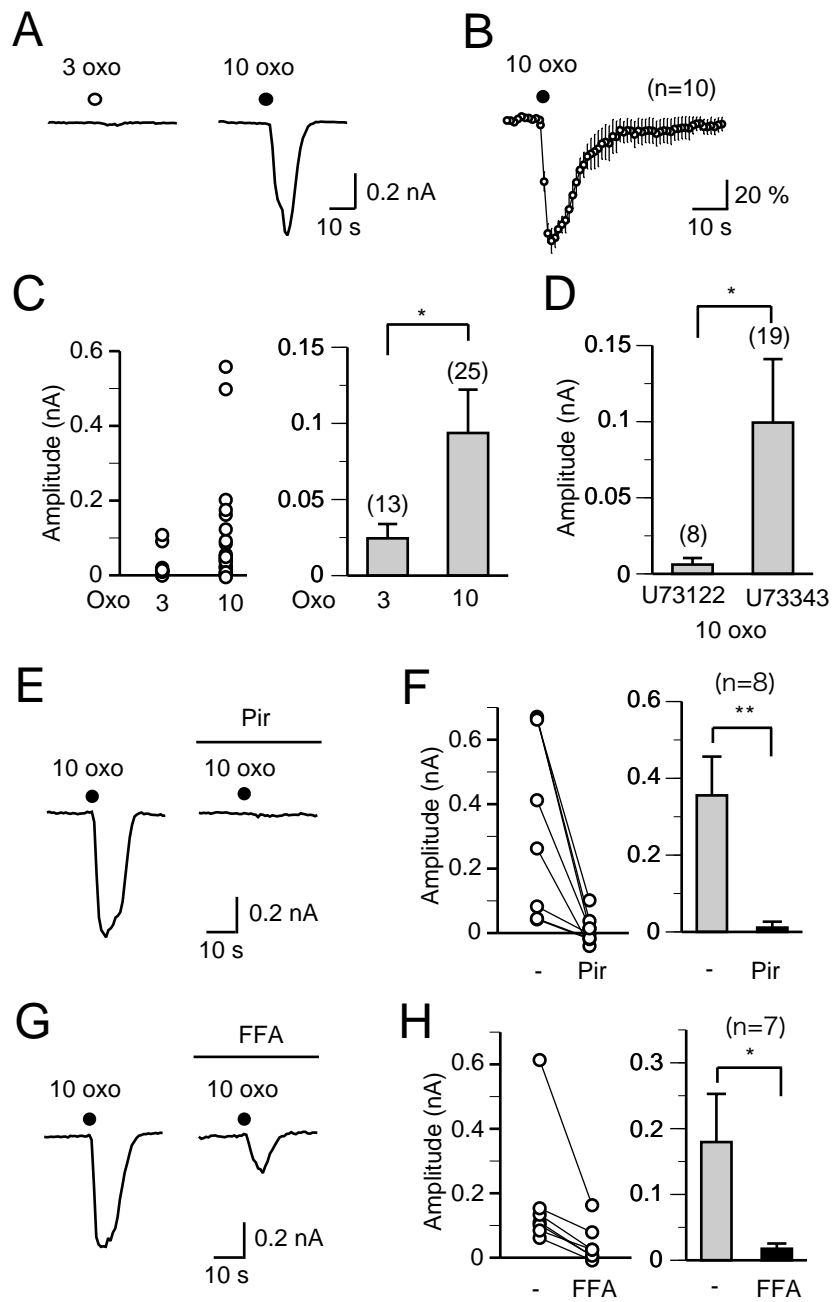 A
3 oxo
10 oxo
0.2 nA
10 s
B
10 oxo
(n=10)
20 %
10 s
C
Amplitude (nA)
0.6
0.4
0.2
0
Oxo
3
10
*
0.15
0.1
0.05
0
(13)
(25)
Oxo
3
10
D
*
Amplitude (nA)
0.15
0.1
0.05
0
(8)
(19)
U73122
U73343
10 oxo
E
Pir
10 oxo
10 oxo
0.2 nA
10 s
F
Amplitude (nA)
0.6
0.4
0.2
0
-
Pir
(n=8)
**
0.6
0.4
0.2
0
-
Pir
G
FFA
10 oxo
10 oxo
0.2 nA
10 s
H
Amplitude (nA)
0.6
0.4
0.2
0
-
FFA
(n=7)
*
0.3
0.2
0.1
0
-
FFA